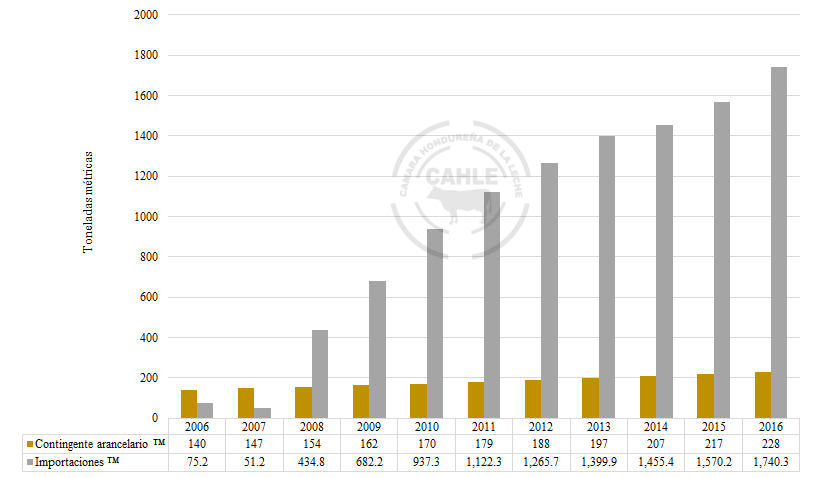 2000
1800
1600
1400
1200
1000
800
600
400
200
0
Toneladas métricas
CAMARA HONDUREÑA DE LA LECHE
CAHLE
2006 2007 2008 2009 2010 2011 2012 2013 2014 2015 2016
Contingente arancelario ™ 140 147 154 162 170 179 188 197 207 217 228
Importaciones ™ 75.2 51.2 434.8 682.2 937.3 1,122.3 1,265.7 1,399.9 1,455.4 1,570.2 1,740.3